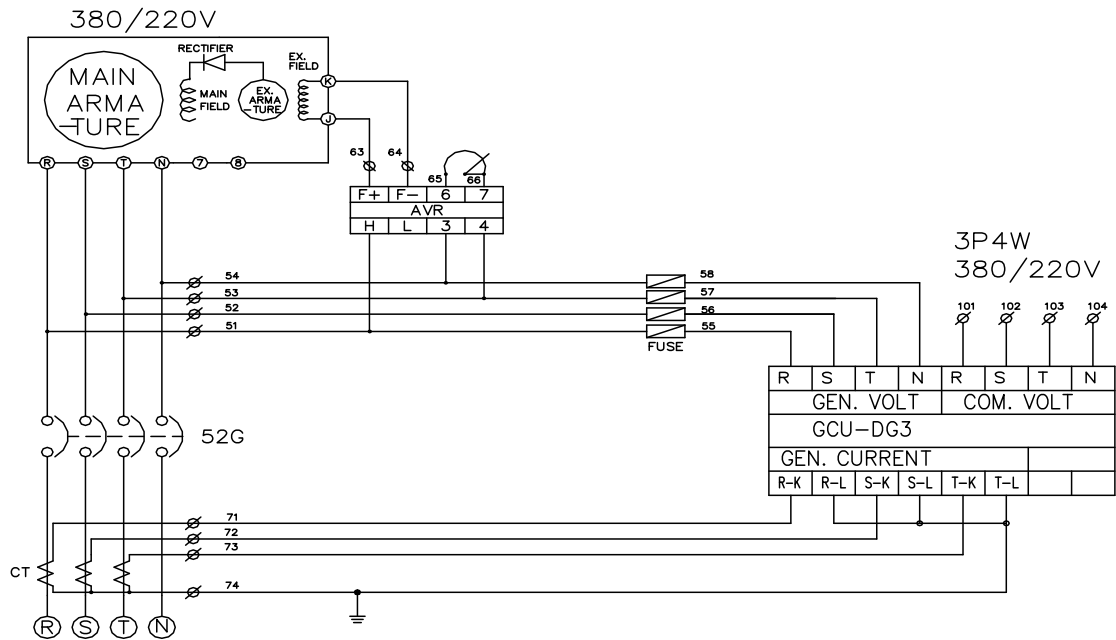 380/220V
RECTIFIER
EX.
FIELD
MAIN
ARMA
-TURE
MAIN
FIELD
EX.
ARMA
-TURE
K
J
R S T N 7 8
63 64 65 66
F+ F- 6 7
AVR
H L 3 4
3P4W
380/220V
54 58
53 57
52 56
51 55
FUSE
101 102 103 104
R S T N R S T N
GEN. VOLT COM. VOLT
GCU-DG3
GEN. CURRENT
R-K R-L S-K S-L T-K T-L
52G
71
72
73
CT
74
R S T N